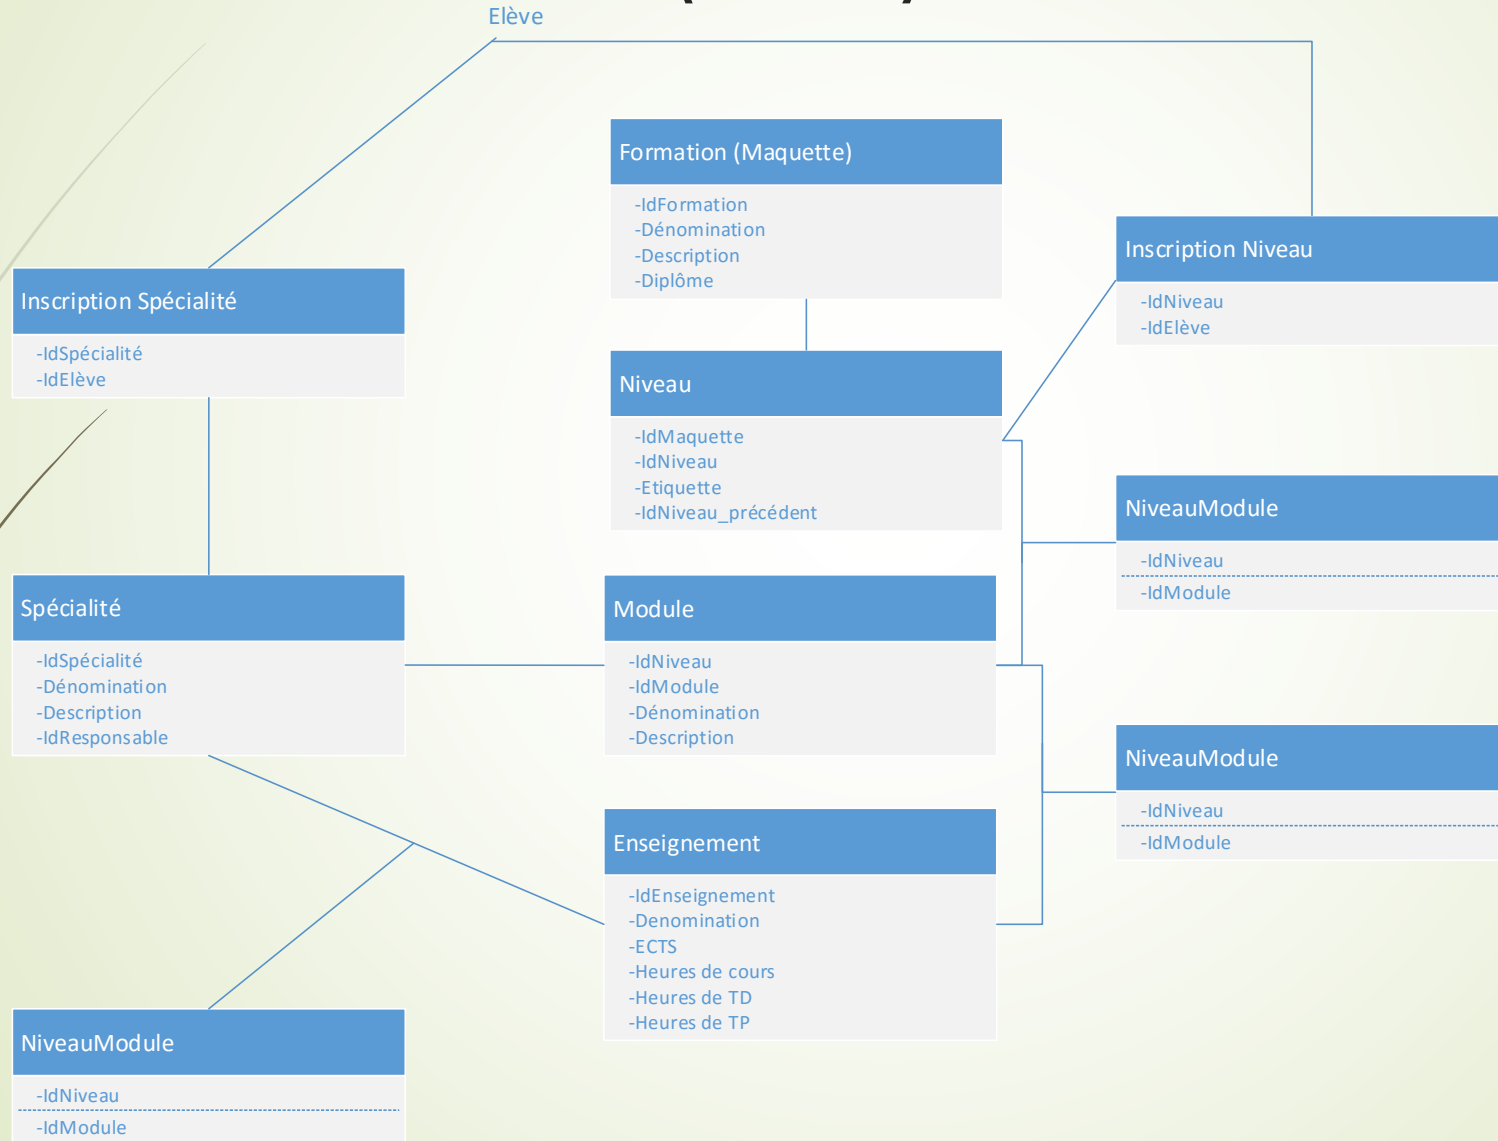 Elève
Formation (Maquette)
-IdFormation
-Dénomination
-Description
-Diplôme
Inscription Niveau
-IdNiveau
-IdElève
Inscription Spécialité
-IdSpécialité
-IdElève
Niveau
-IdMaquette
-IdNiveau
-Etiquette
-IdNiveau_précédent
NiveauModule
-IdNiveau
-IdModule
Spécialité
-IdSpécialité
-Dénomination
-Description
-IdResponsable
Module
-IdNiveau
-IdModule
-Dénomination
-Description
NiveauModule
-IdNiveau
-IdModule
Enseignement
-IdEnseignement
-Denomination
-ECTS
-Heures de cours
-Heures de TD
-Heures de TP
NiveauModule
-IdNiveau
-IdModule